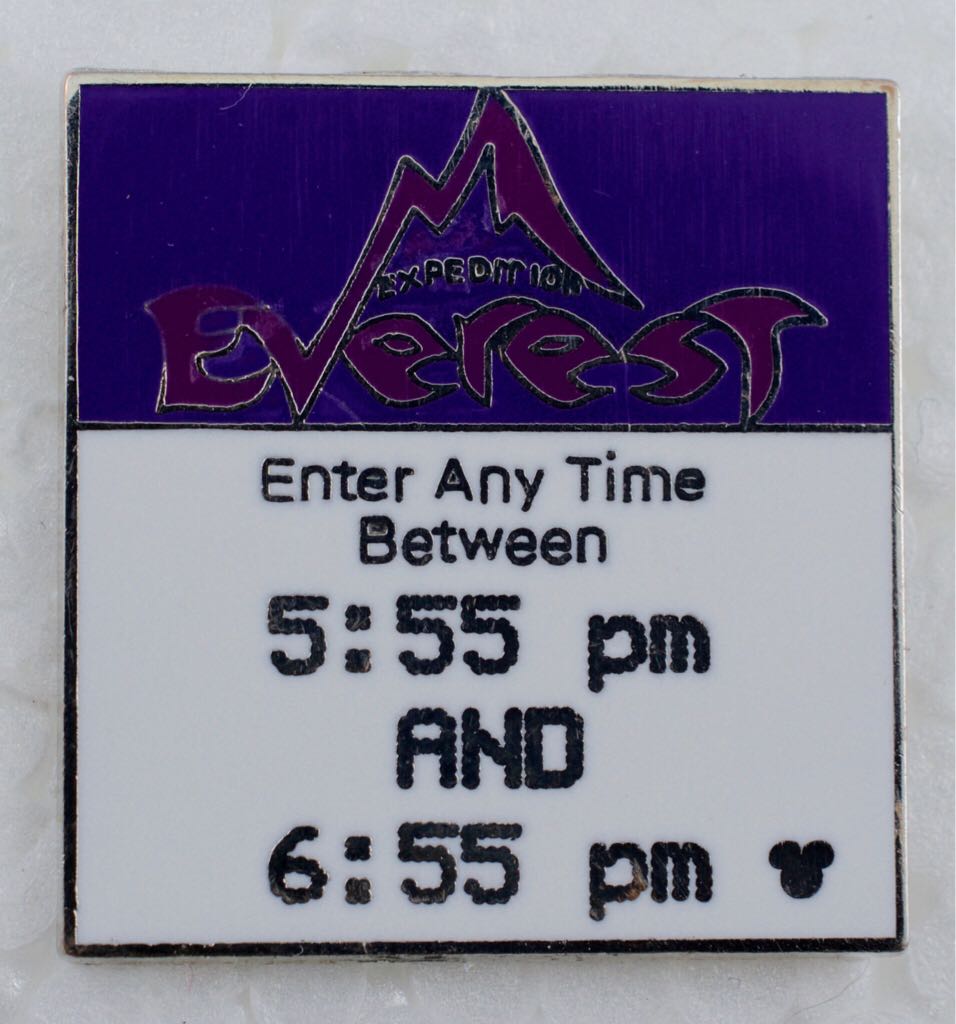 EXPEDITION
EVEREST
Enter Any Time
Between
5:55 pm
AND
6:55 pm